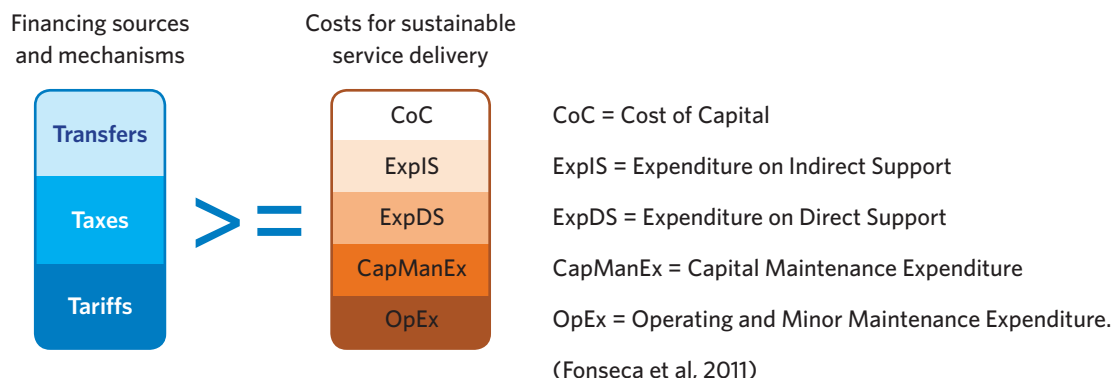 Financing sources
and mechanisms
Costs for sustainable
service delivery
Transfers
Taxes
Tariffs
> =
CoC
ExpIS
ExpDS
CapManEx
OpEx
CoC = Cost of Capital
ExpIS = Expenditure on Indirect Support
ExpDS = Expenditure on Direct Support
CapManEx = Capital Maintenance Expenditure
OpEx = Operating and Minor Maintenance Expenditure.
(Fonseca et al, 2011)